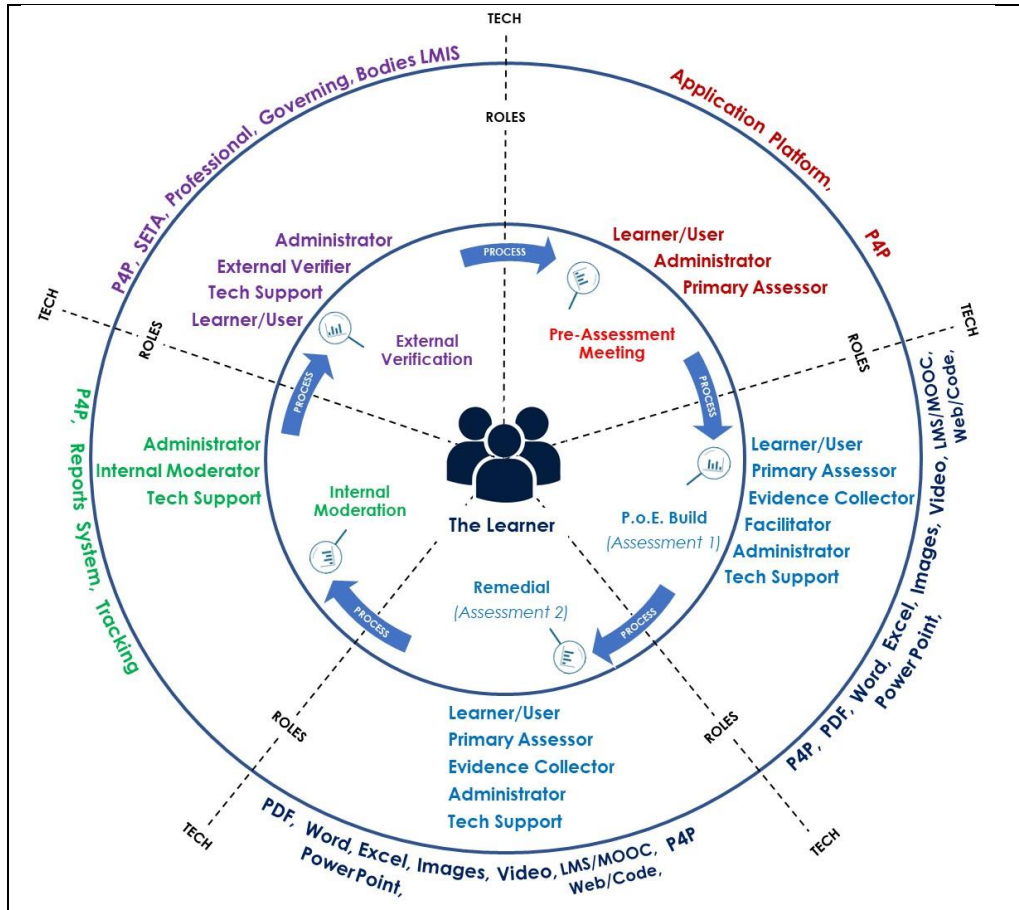 TECH
ROLES
Application Platform,
P4P
PROCESS
Learner/User
Administrator
Primary Assessor
Pre-Assessment
Meeting
TECH
ROLES
PROCESS
Learner/User
Primary Assessor
Evidence Collector
Facilitator
Administrator
Tech Support
P.o.E. Build
(Assessment 1)
P4P, PDF, Word, Excel, Images, Video, LMS/MOOC,
PowerPoint,
Web/Code,
TECH
ROLES
PROCESS
Remedial
(Assessment 2)
Learner/User
Primary Assessor
Evidence Collector
Administrator
Tech Support
PDF, Word, Excel, Images, Video, LMS/MOOC, P4P
PowerPoint,
Web/Code,
TECH
ROLES
PROCESS
Internal
Moderation
Administrator
Internal Moderator
Tech Support
P4P, Reports System, Tracking
TECH
ROLES
PROCESS
External
Verification
Administrator
External Verifier
Tech Support
Learner/User
P4P, SETA, Professional, Governing, Bodies LMIS
The Learner